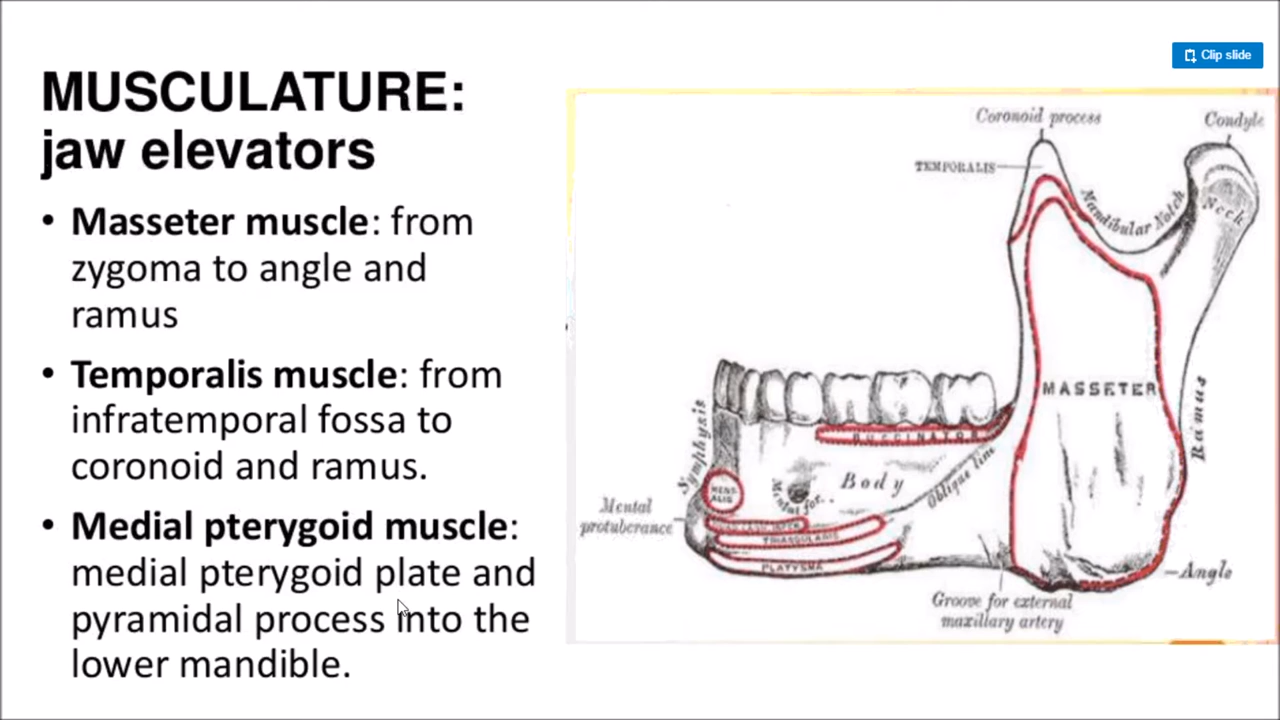 Clip slide
MUSCULATURE:
jaw elevators
• Masseter muscle: from
zygoma to angle and
ramus
• Temporalis muscle: from
infratemporal fossa to
coronoid and ramus.
• Medial pterygoid muscle:
medial pterygoid plate and
pyramidal process into the
lower mandible.
Coronoid process
Condyle
TEMPORALIS
Mandibular Notch
Neck
MASSETER
Ramus
Symphysis
BUCCINATOR
Body
Oblique line
MENT-
ALIS
Mental for.
Mental
protuberance
TRIANGULARIS
PLATYSMA
Angle
Groove for external
maxillary artery